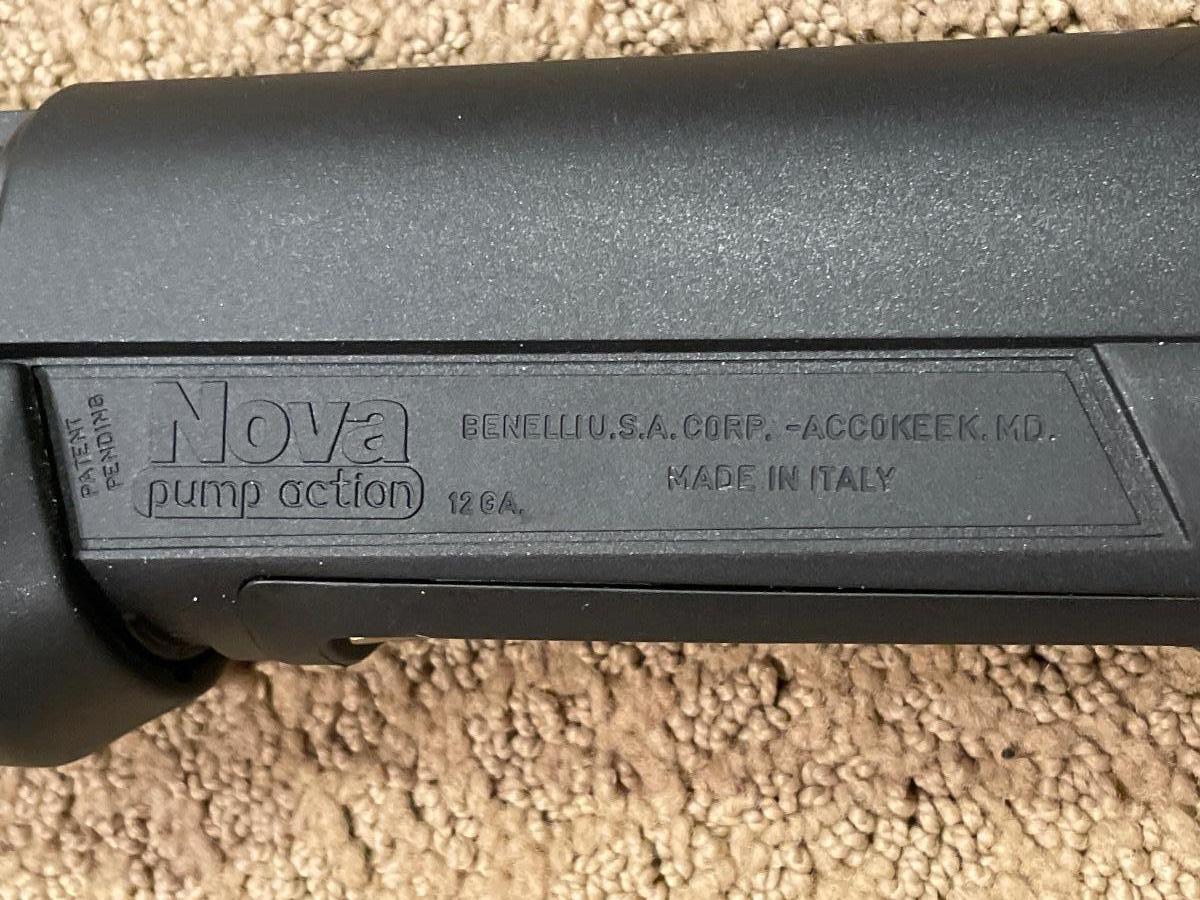 PATENT
PENDING
Nova
pump action
12 GA.
BENELLI U.S.A. CORP. -ACCOKEEK. MD.
MADE IN ITALY